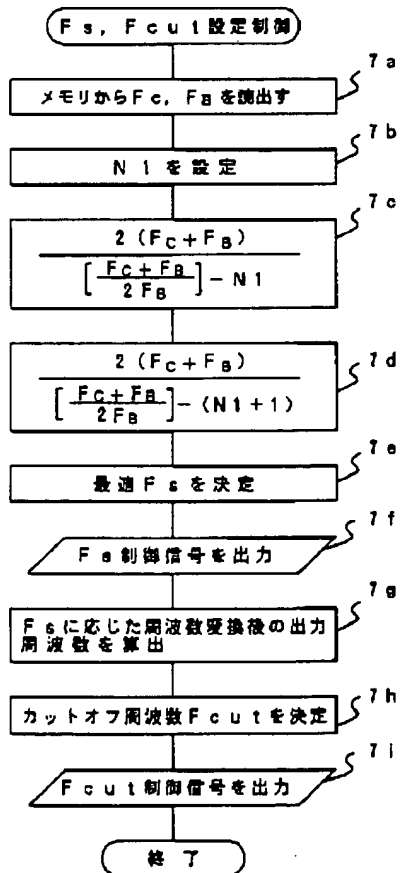 Fs，Fcut設定制御
7a
メモリからFc，FBを読出す
7b
N1を設定
7c
2(FC+FB)
[FC+FB
2FB]－N1
7d
2(FC+FB)
[FC+FB
2FB]－(N1+1)
7e
最適Fsを決定
7f
Fs制御信号を出力
7g
Fsに応じた周波数変換後の出力
周波数を算出
7h
カットオフ周波数Fcutを決定
7i
Fcut制御信号を出力
終了